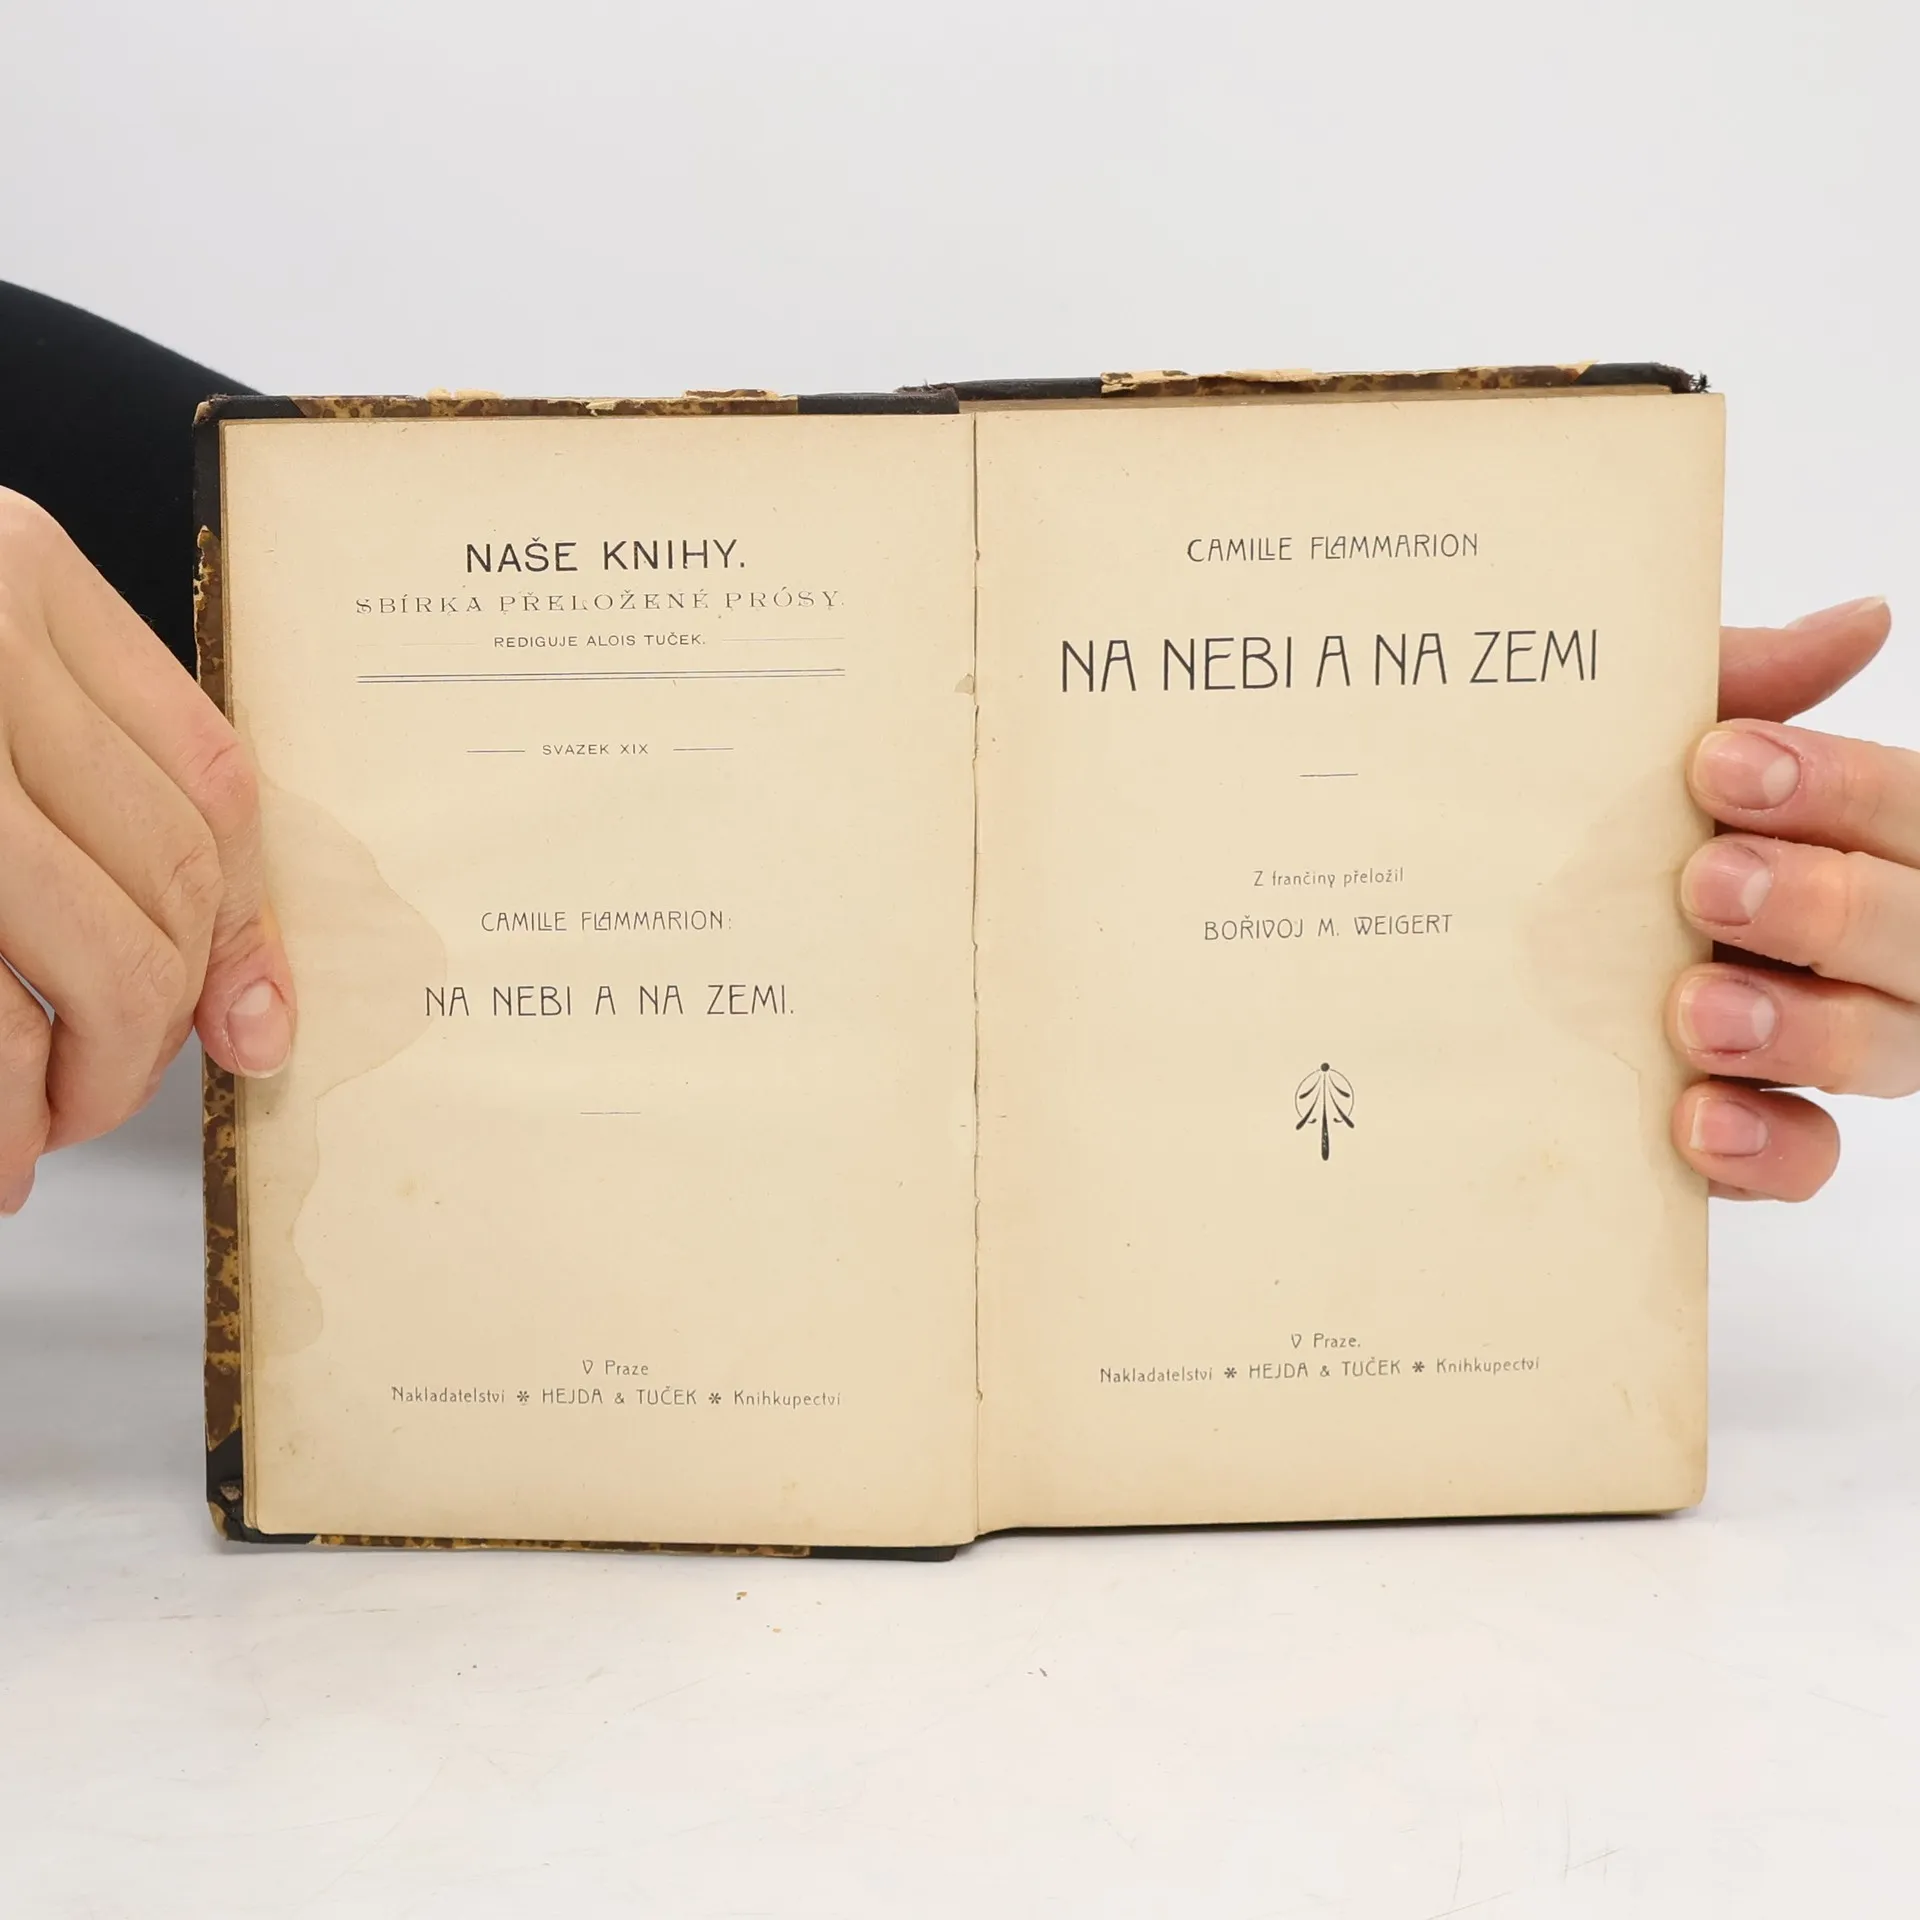 NAŠE KNIHY.
SBÍRKA PŘELOŽENÉ PRÓSY.
REDIGUJE ALOIS TUČEK.
SVAZEK XIX
CAMILLE FLAMMARION:
NA NEBI A NA ZEMI.
V Praze
Nakladatelství * HEJDA & TUČEK * Knihkupectví
CAMILLE FLAMMARION
NA NEBI A NA ZEMI
Z frančiny přeložil
BOŘIVOJ M. WEIGERT
V Praze.
Nakladatelství * HEJDA & TUČEK * Knihkupectví